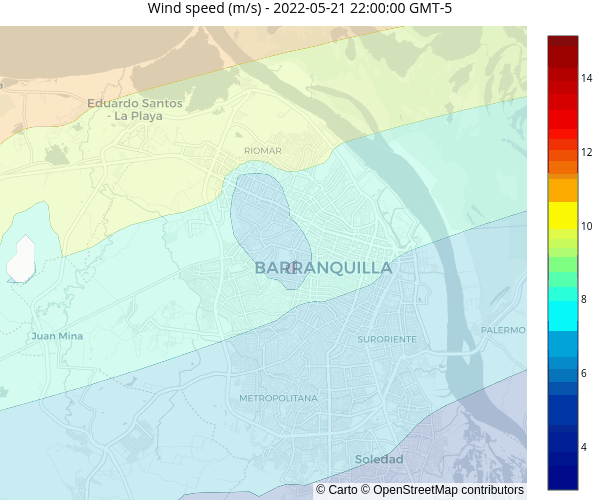 Wind speed (m/s) - 2022-05-21 22:00:00 GMT-5
14
12
10
8
6
4
Eduardo Santos
- La Playa
RIOMAR
BARRANQUILLA
Juan Mina
SURORIENTE
PALERMO
METROPOLITANA
Soledad
© Carto © OpenStreetMap contributors